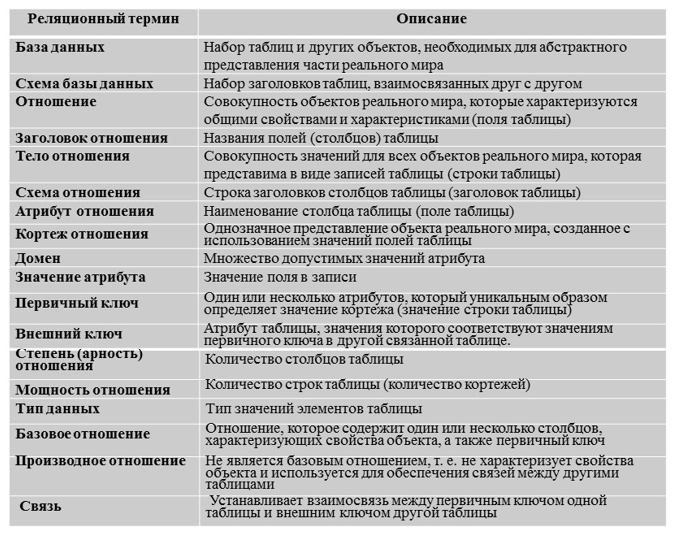 Реляционный термин Описание
База данных Набор таблиц и других объектов, необходимых для абстрактного
представления части реального мира
Схема базы данных Набор заголовков таблиц, взаимосвязанных друг с другом
Отношение Совокупность объектов реального мира, которые характеризуются
общими свойствами и характеристиками (поля таблицы)
Заголовок отношения Названия полей (столбцов) таблицы
Тело отношения Совокупность значений для всех объектов реального мира, которая
представима в виде записей таблицы (строки таблицы)
Схема отношения Строка заголовков столбцов таблицы (заголовок таблицы)
Атрибут отношения Наименование столбца таблицы (поле таблицы)
Кортеж отношения Однозначное представление объекта реального мира, созданное с
использованием значений полей таблицы
Домен Множество допустимых значений атрибута
Значение атрибута Значение поля в записи
Первичный ключ Один или несколько атрибутов, который уникальным образом
определяет значение кортежа (значение строки таблицы)
Внешний ключ Атрибут таблицы, значения которого соответствуют значениям
первичного ключа в другой связанной таблице.
Степень (арность)
отношения Количество столбцов таблицы
Мощность отношения Количество строк таблицы (количество кортежей)
Тип данных Тип значений элементов таблицы
Базовое отношение Отношение, которое содержит один или несколько столбцов,
характеризующих свойства объекта, а также первичный ключ
Производное отношение Не является базовым отношением, т. е. не характеризует свойства
объекта и используется для обеспечения связей между другими
таблицами
Связь Устанавливает взаимосвязь между первичным ключом одной
таблицы и внешним ключом другой таблицы